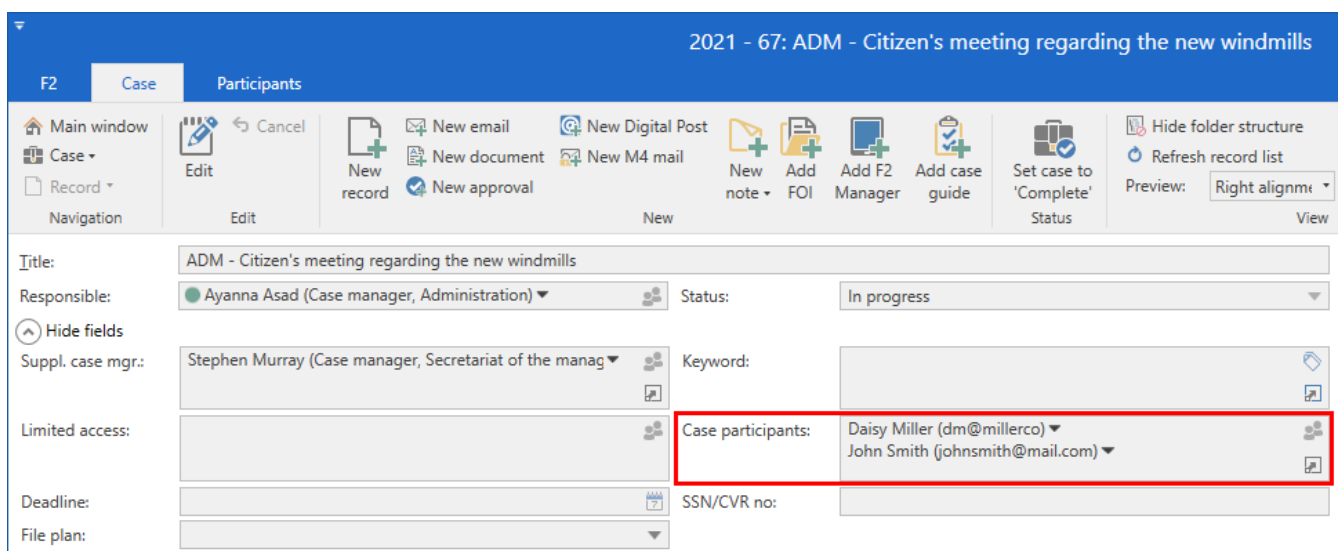 2021 - 67: ADM - Citizen's meeting regarding the new windmills
F2 Case Participants
Main window
Case
Record
Navigation
Edit
Cancel
Edit
New record
New email
New document
New approval
New Digital Post
New M4 mail
New note
Add FOI
Add F2 Manager
Add case guide
New
Set case to 'Complete'
Status
Hide folder structure
Refresh record list
Preview: Right alignme
View
Title: ADM - Citizen's meeting regarding the new windmills
Responsible: Ayanna Asad (Case manager, Administration) Status: In progress
Hide fields
Suppl. case mgr.: Stephen Murray (Case manager, Secretariat of the manag Keyword:
Limited access: Case participants: Daisy Miller (dm@millerco)
John Smith (johnsmith@mail.com)
Deadline: 7 SSN/CVR no:
File plan: